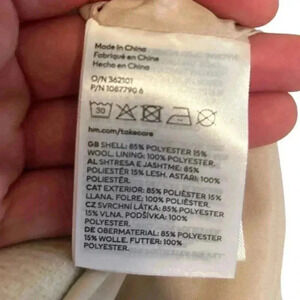 Made in China
Fabriqué en Chine
Hecho en China
O/N 362101
P/N 1087790 6
30
hm.com/takecare
GB SHELL: 85% POLYESTER 15%
WOOL. LINING: 100% POLYESTER.
AL SHTRESA E JASHTME: 85%
POLIESTËR 15% LESH. ASTARI: 100%
POLIESTËR.
CAT EXTERIOR: 85% POLIÈSTER 15%
LLANA. FOLRE: 100% POLIÈSTER.
CZ SVRCHNÍ LÁTKA: 85% POLYESTER
15% VLNA. PODŠÍVKA: 100%
POLYESTER.
DE OBERMATERIAL: 85% POLYESTER
15% WOLLE. FUTTER: 100%
POLYESTER.